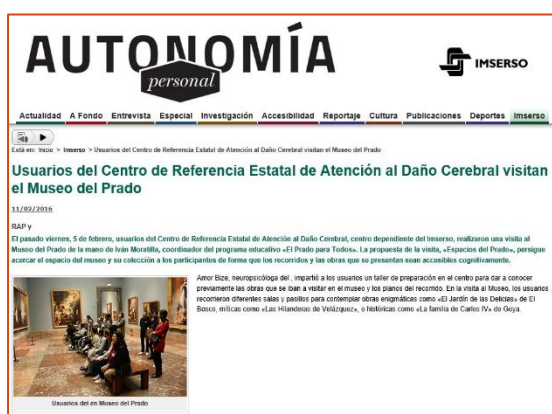 AUTONOMÍA
personal
IMSERSO
Actualidad A Fondo Entrevista Especial Investigación Accesibilidad Reportaje Cultura Publicaciones Deportes Imserso
Está en: Inicio > Imserso > Usuarios del Centro de Referencia Estatal de Atención al Daño Cerebral visitan el Museo del Prado
Usuarios del Centro de Referencia Estatal de Atención al Daño Cerebral visitan
el Museo del Prado
11/02/2016
RAP y
El pasado viernes, 5 de febrero, usuarios del Centro de Referencia Estatal de Atención al Daño Cerebral, centro dependiente del Imserso, realizaron una visita al
Museo del Prado de la mano de Iván Moratilla, coordinador del programa educativo «El Prado para Todos». La propuesta de la visita, «Espacios del Prado», persigue
acercar el espacio del museo y su colección a los participantes de forma que los recorridos y las obras que se presentan sean accesibles cognitivamente.
Amor Bize, neuropsicóloga del , impartió a los usuarios un taller de preparación en el centro para dar a conocer
previamente las obras que se iban a visitar en el museo y los planos del recorrido. En la visita al Museo, los usuarios
recorrieron diferentes salas y pasillos para contemplar obras enigmáticas como «El Jardín de las Delicias» de El
Bosco, míticas como «Las Hilanderas de Velázquez», e históricas como «La familia de Carlos IV» de Goya.
Usuarios del en Museo del Prado